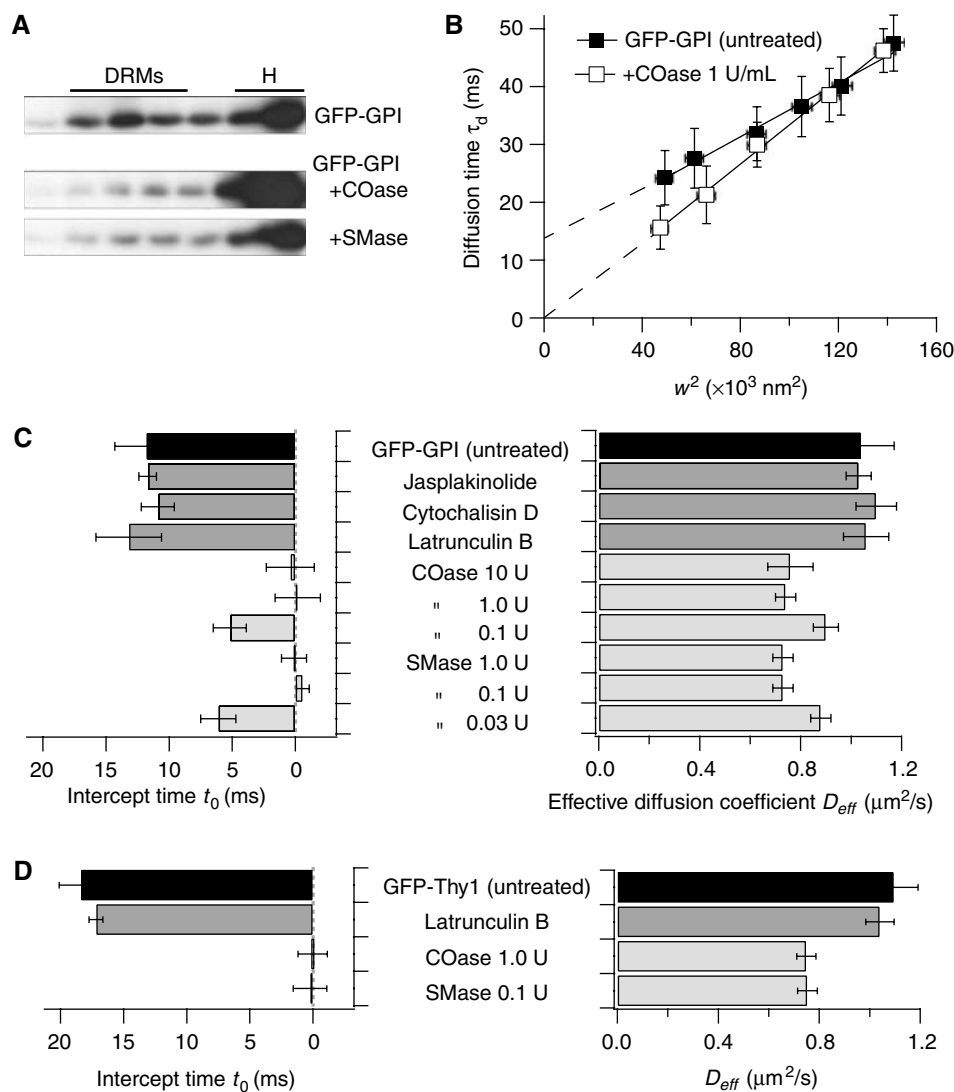 A
DRMs H
GFP-GPI
GFP-GPI
+COase
+SMase
B
GFP-GPI (untreated)
+COase 1 U/mL
Diffusion time τd (ms)
50
40
30
20
10
0
0 40 80 120 160
w² (×10³ nm²)
C
GFP-GPI (untreated)
Jasplakinolide
Cytochalisin D
Latrunculin B
COase 10 U
" 1.0 U
" 0.1 U
SMase 1.0 U
" 0.1 U
" 0.03 U
20 15 10 5 0
Intercept time t0 (ms)
0.0 0.4 0.8 1.2
Effective diffusion coefficient Deff (μm²/s)
D
GFP-Thy1 (untreated)
Latrunculin B
COase 1.0 U
SMase 0.1 U
20 15 10 5 0
Intercept time t0 (ms)
0.0 0.4 0.8 1.2
Deff (μm²/s)